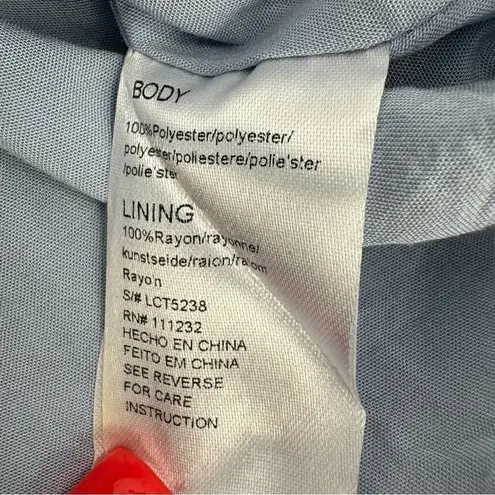 BODY
100%Polyester/polyester/
polyester/poliestere/polie'ster
/polie'ster
LINING
100%Rayon/rayonne/
kunstseide/raion/raiom
Rayo'n
S/# LCT5238
RN# 111232
HECHO EN CHINA
FEITO EM CHINA
SEE REVERSE
FOR CARE
INSTRUCTION